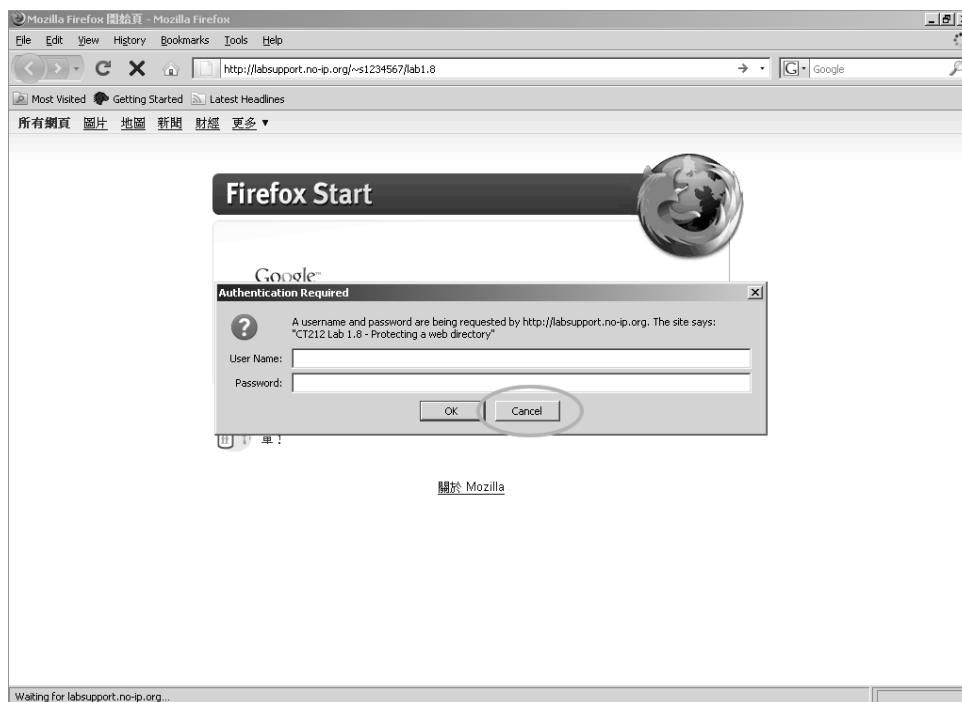 Mozilla Firefox 開始頁 - Mozilla Firefox
File Edit View History Bookmarks Tools Help
http://labsupport.no-ip.org/~s1234567/lab1.8
G Google
Most Visited Getting Started Latest Headlines
所有網頁 圖片 地圖 新聞 財經 更多 ▼
Firefox Start
Google™
Authentication Required
A username and password are being requested by http://labsupport.no-ip.org. The site says:
"CT212 Lab 1.8 - Protecting a web directory"
User Name:
Password:
OK Cancel
單！
關於 Mozilla
Waiting for labsupport.no-ip.org...